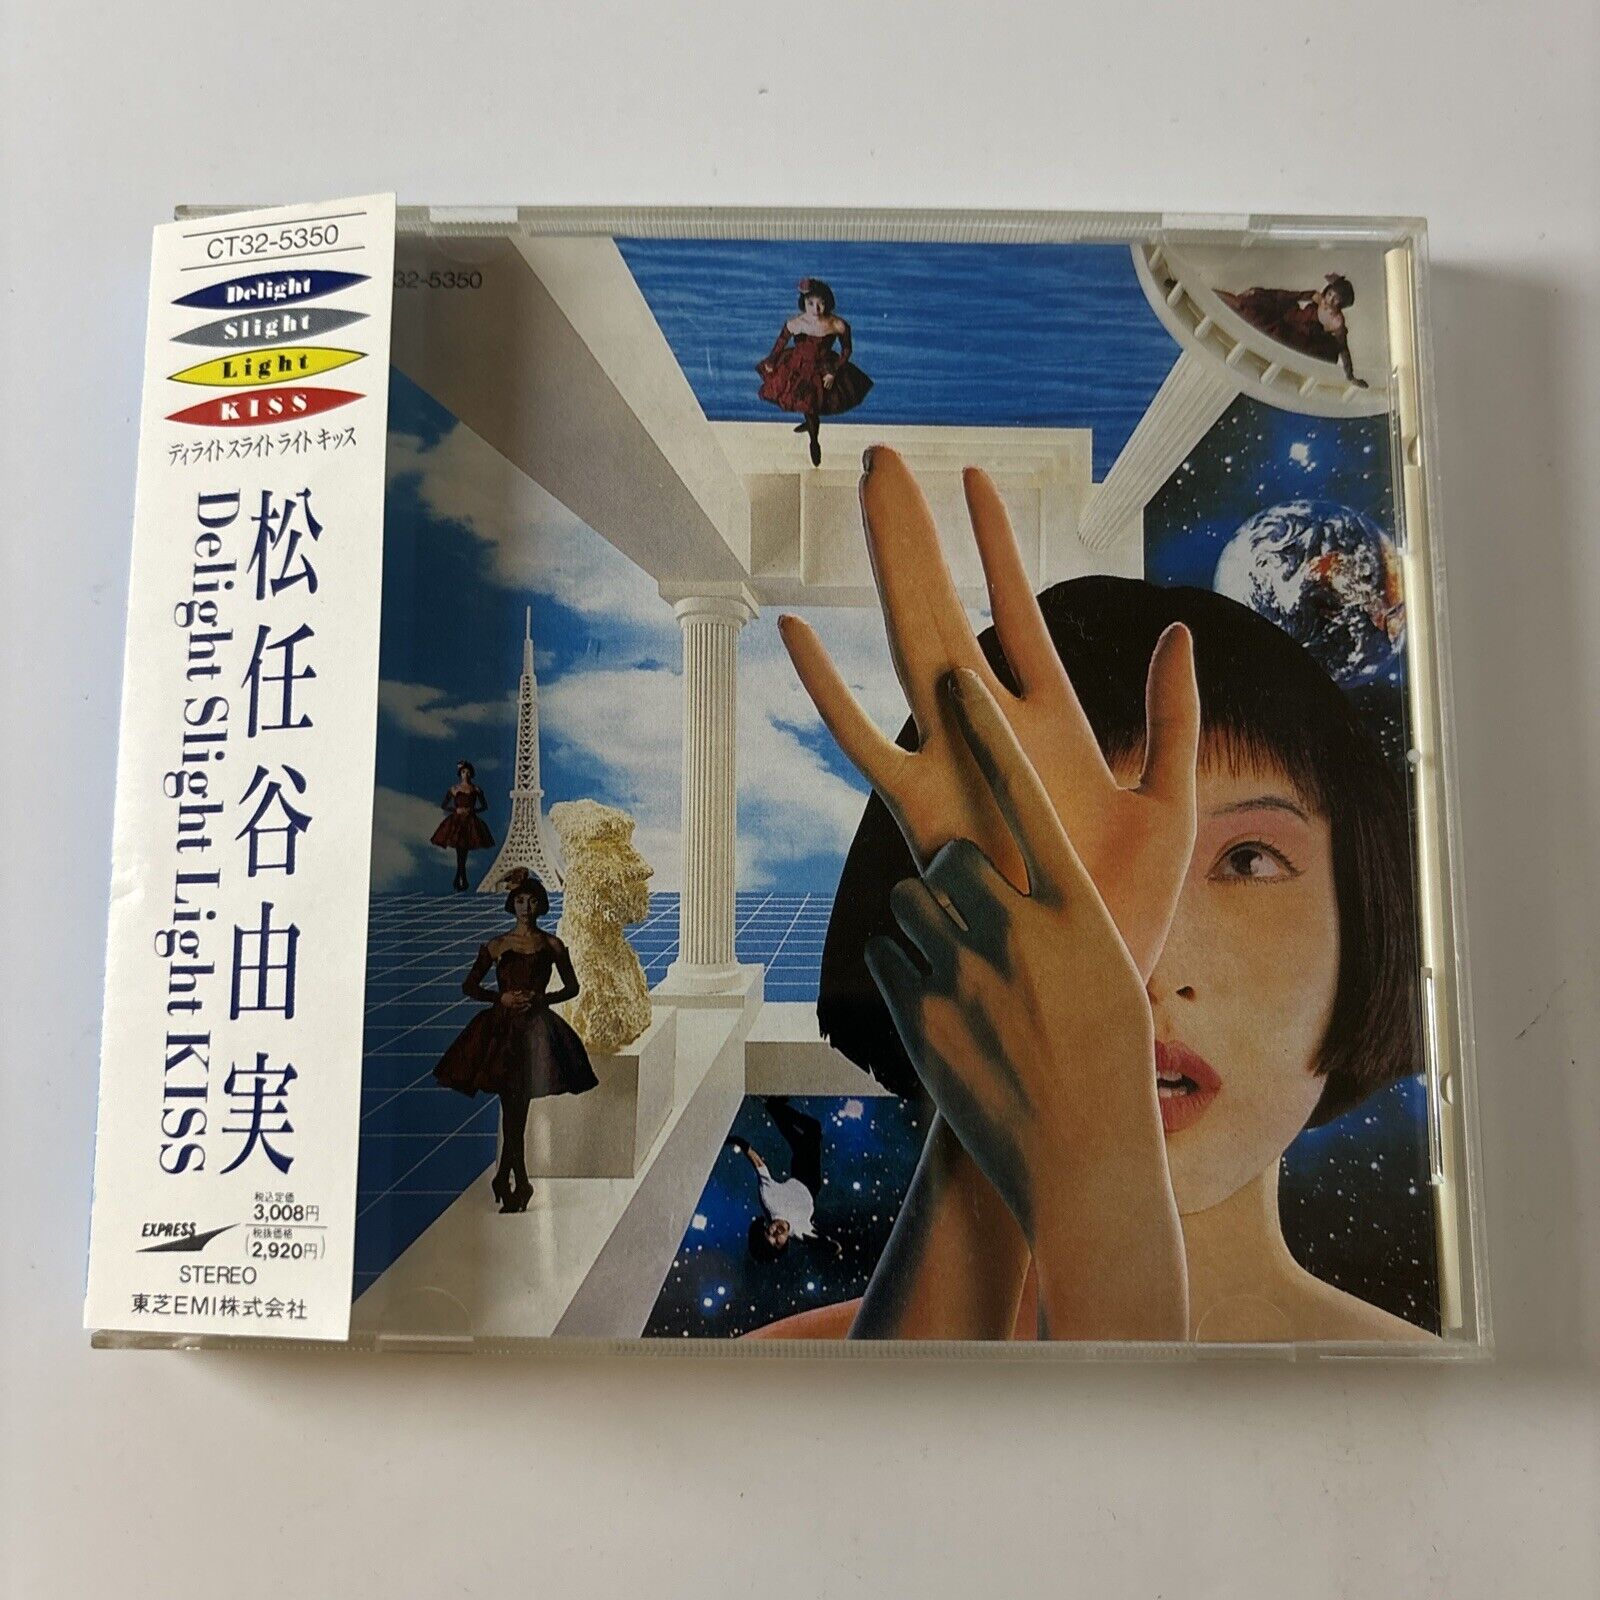 CT32-5350
Delight
Slight
Light
KISS
ディライト スライト ライト キッス
松任谷由実
Delight Slight Light KISS
EXPRESS
税込定価
3,008円
税抜価格
(2,920円)
STEREO
東芝EMI株式会社
32-5350